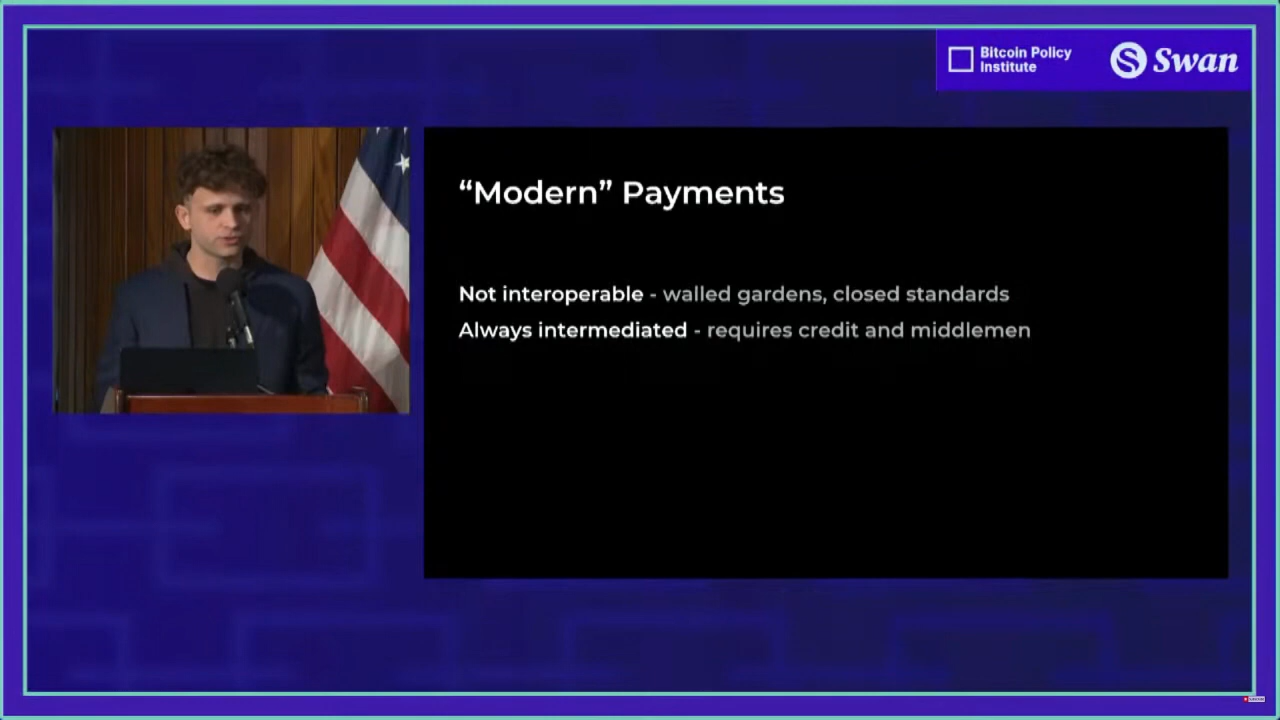 Bitcoin Policy
Institute
Swan
“Modern” Payments
Not interoperable - walled gardens, closed standards
Always intermediated - requires credit and middlemen